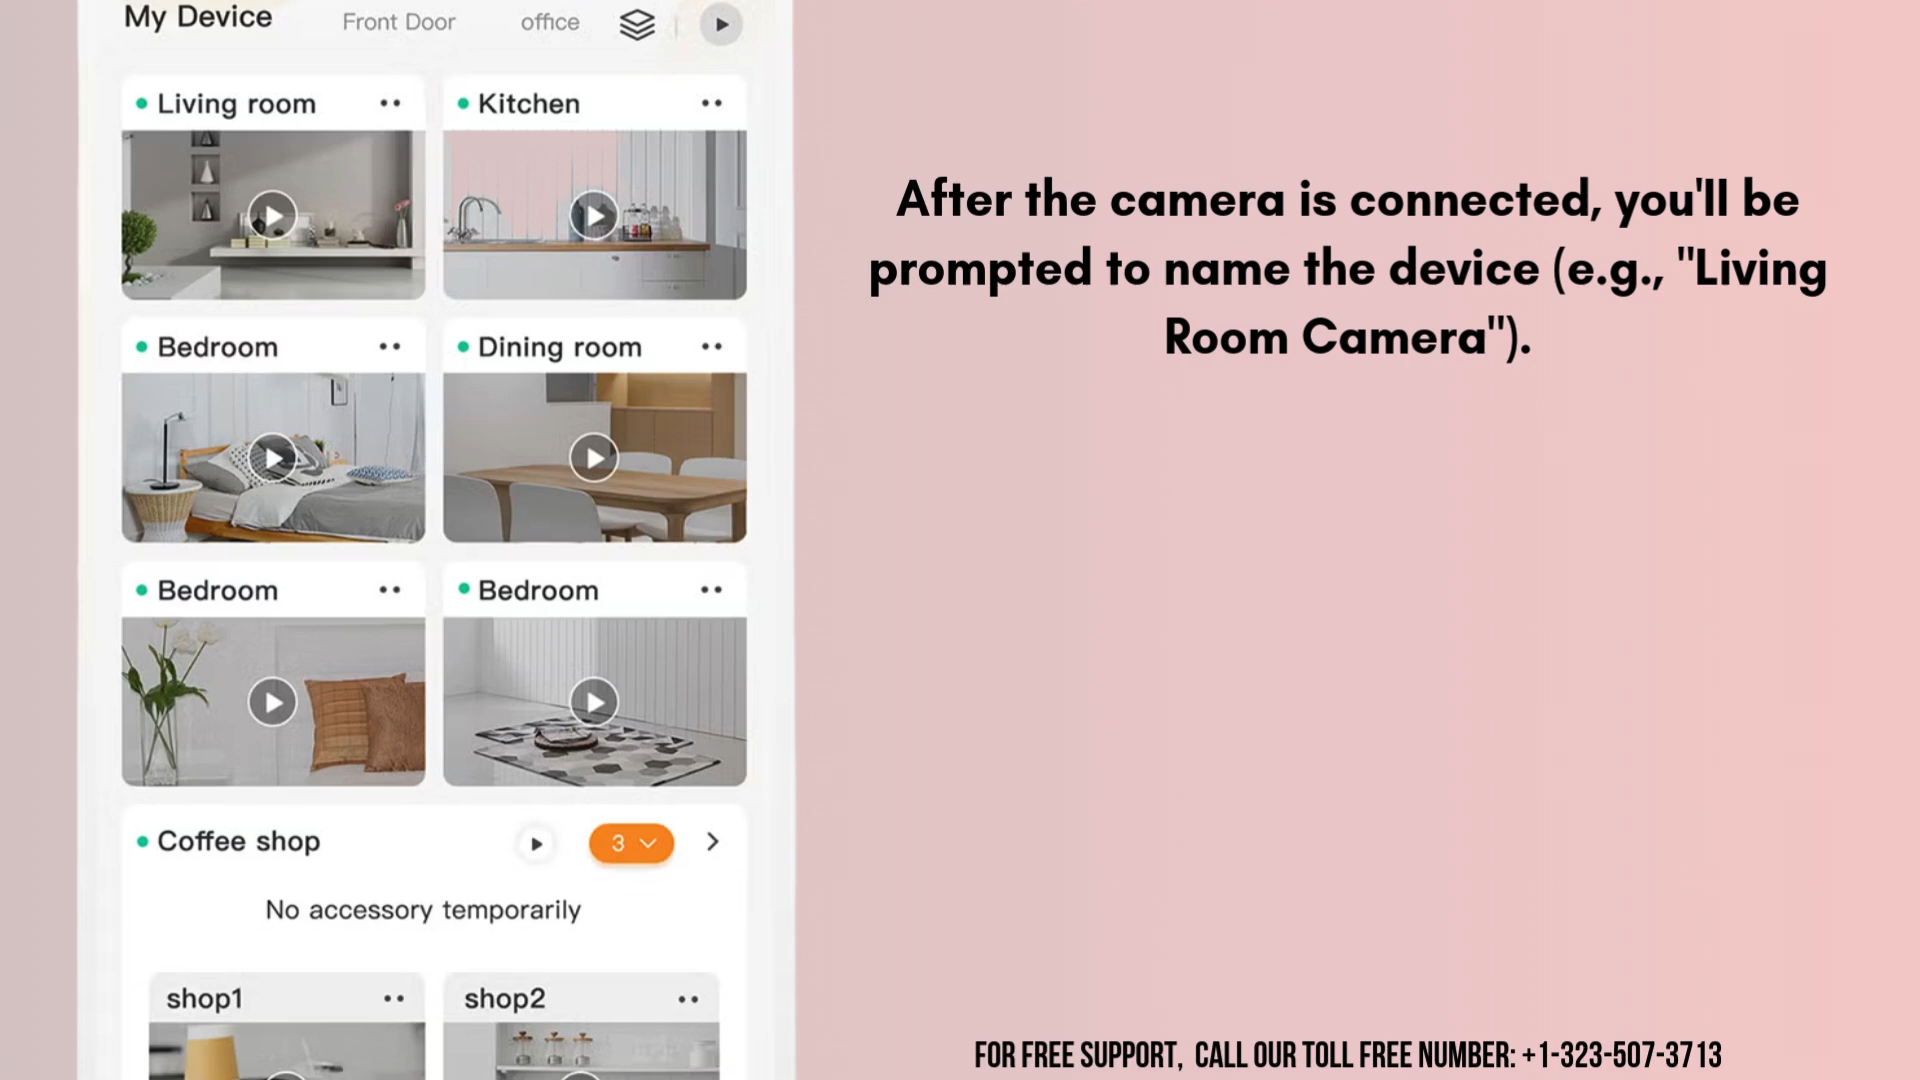 My Device Front Door office
Living room
Kitchen
Bedroom
Dining room
Bedroom
Bedroom
Coffee shop
3
No accessory temporarily
shop1
shop2
After the camera is connected, you'll be
prompted to name the device (e.g., "Living
Room Camera").
FOR FREE SUPPORT, CALL OUR TOLL FREE NUMBER: +1-323-507-3713